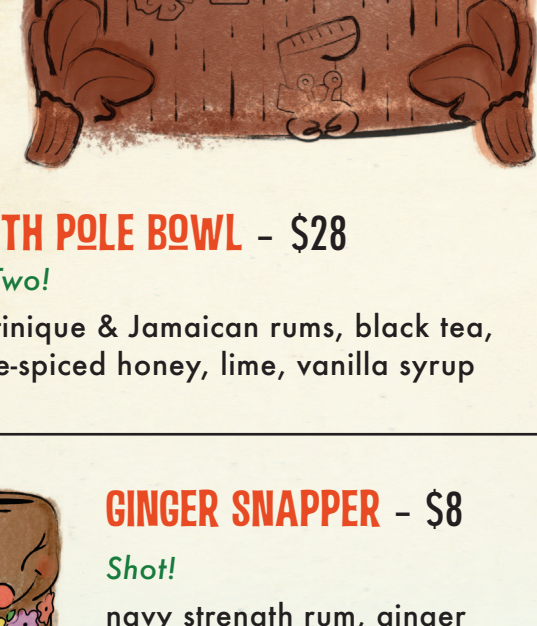 TH POLE BOWL – $28
Two!
inique & Jamaican rums, black tea,
e-spiced honey, lime, vanilla syrup
GINGER SNAPPER – $8
Shot!
navy strength rum, ginger